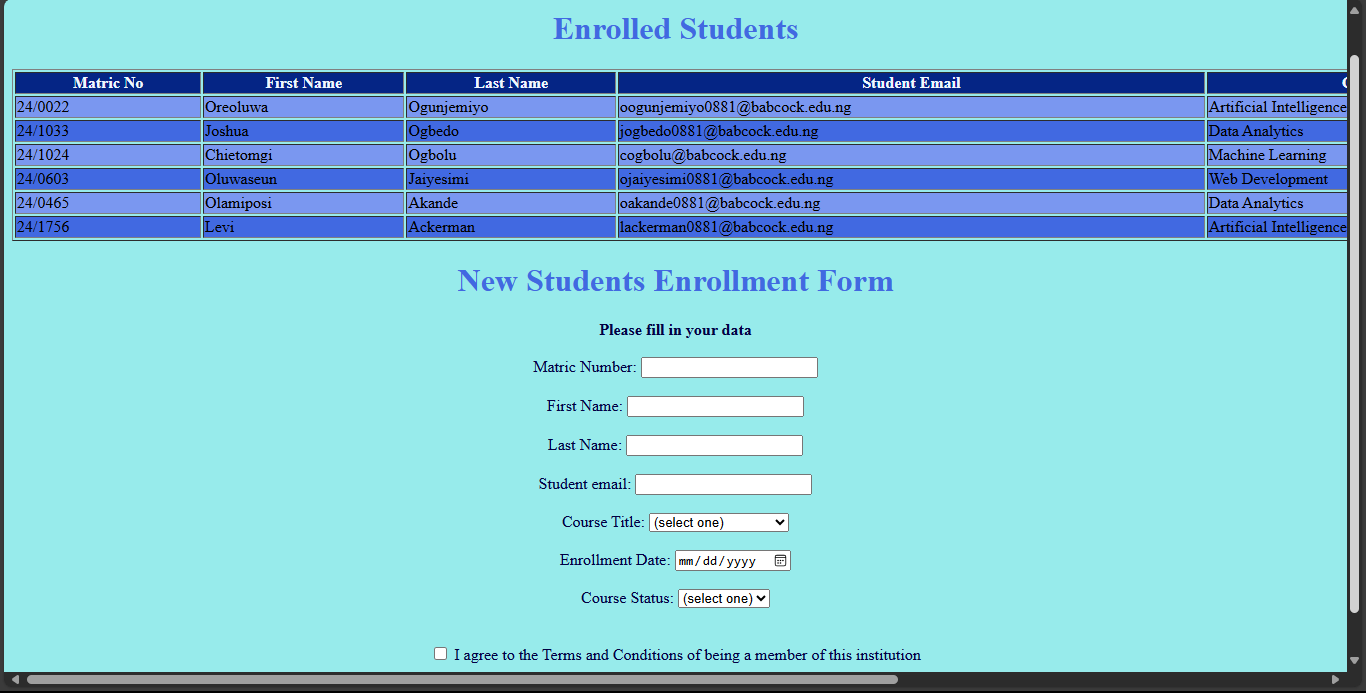 Enrolled Students
Matric No First Name Last Name Student Email
24/0022 Oreoluwa Ogunjemiyo oogunjemiyo0881@babcock.edu.ng Artificial Intelligence
24/1033 Joshua Ogbedo jogbedo0881@babcock.edu.ng Data Analytics
24/1024 Chietomgi Ogbolu cogbolu@babcock.edu.ng Machine Learning
24/0603 Oluwaseun Jaiyesimi ojaiyesimi0881@babcock.edu.ng Web Development
24/0465 Olamiposi Akande oakande0881@babcock.edu.ng Data Analytics
24/1756 Levi Ackerman lackerman0881@babcock.edu.ng Artificial Intelligence
New Students Enrollment Form
Please fill in your data
Matric Number:
First Name:
Last Name:
Student email:
Course Title: (select one)
Enrollment Date: mm/dd/yyyy
Course Status: (select one)
I agree to the Terms and Conditions of being a member of this institution